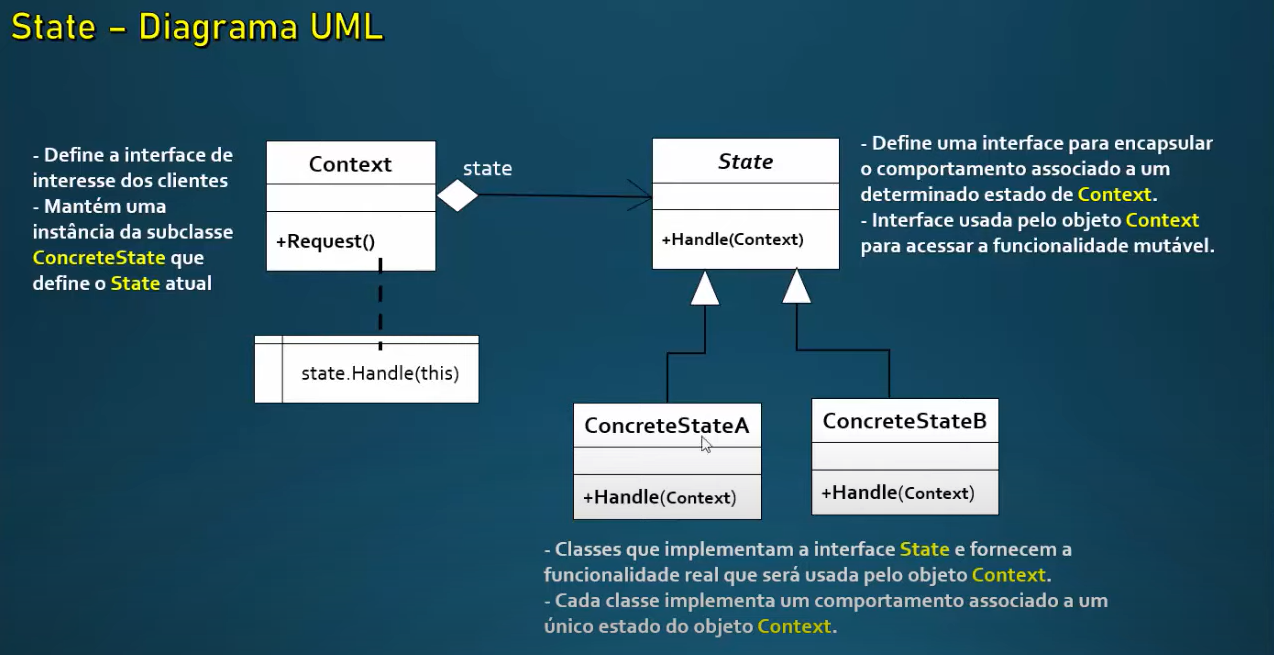 State – Diagrama UML
- Define a interface de
interesse dos clientes
- Mantém uma
instância da subclasse
ConcreteState que
define o State atual
Context
+Request()
state
State
+Handle(Context)
- Define uma interface para encapsular
o comportamento associado a um
determinado estado de Context.
- Interface usada pelo objeto Context
para acessar a funcionalidade mutável.
state.Handle(this)
ConcreteStateA
+Handle(Context)
ConcreteStateB
+Handle(Context)
- Classes que implementam a interface State e fornecem a
funcionalidade real que será usada pelo objeto Context.
- Cada classe implementa um comportamento associado a um
único estado do objeto Context.